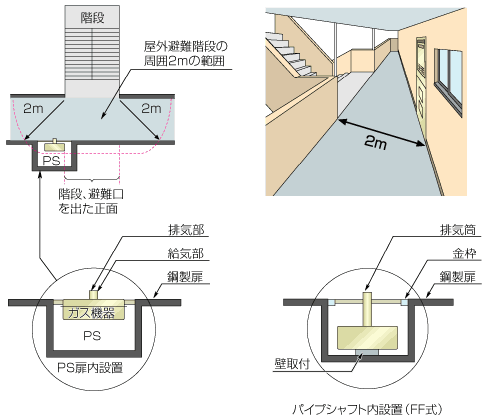 階段
屋外避難階段の
周囲2mの範囲
2m
2m
PS
階段、避難口
を出た正面
2m
排気部
給気部
鋼製扉
ガス機器
PS
PS扉内設置
排気筒
金枠
鋼製扉
壁取付
パイプシャフト内設置(FF式)